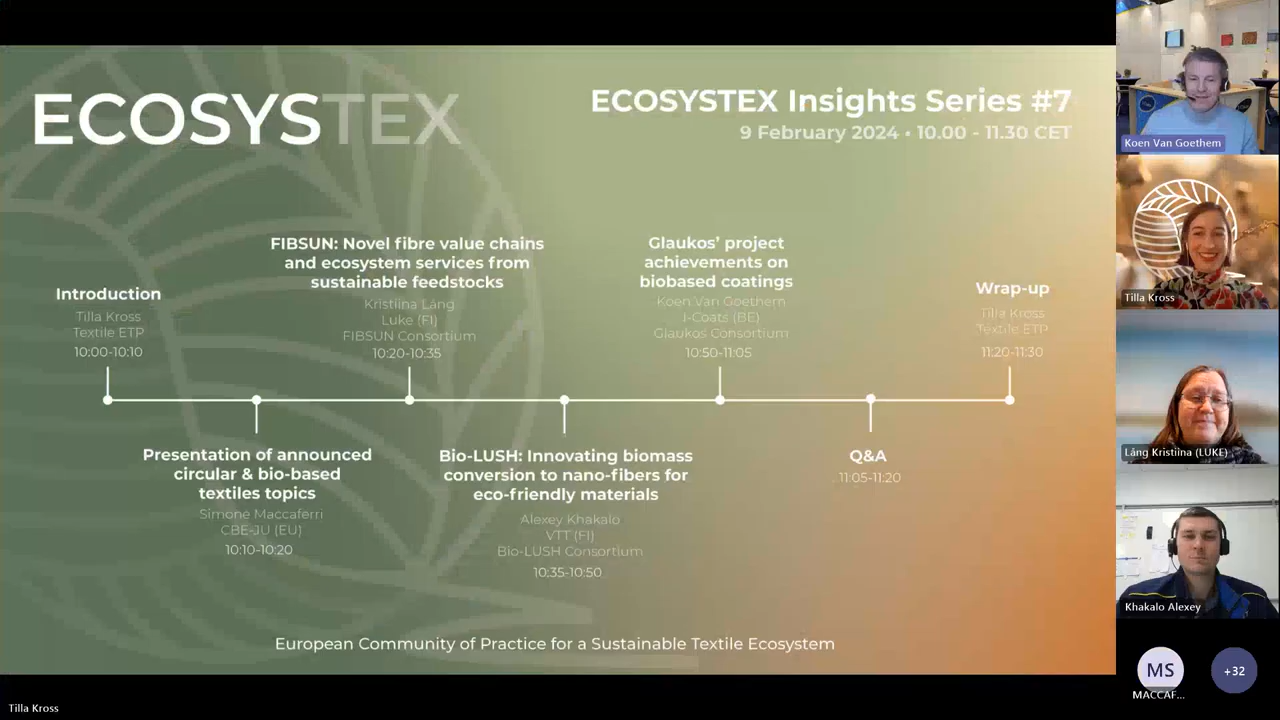 ECOSYSTEX
ECOSYSTEX Insights Series #7
9 February 2024 • 10.00 - 11.30 CET
Introduction
Tilla Kross
Textile ETP
10:00-10:10
Presentation of announced
circular & bio-based
textiles topics
Simone Maccaferri
CBE-JU (EU)
10:10-10:20
FIBSUN: Novel fibre value chains
and ecosystem services from
sustainable feedstocks
Kristiina Láng
Luke (FI)
FIBSUN Consortium
10:20-10:35
Bio-LUSH: Innovating biomass
conversion to nano-fibers for
eco-friendly materials
Alexey Khakalo
VTT (FI)
Bio-LUSH Consortium
10:35-10:50
Glaukos' project
achievements on
biobased coatings
Koen Van Goethem
I-Coats (BE)
Glaukos Consortium
10:50-11:05
Q&A
11:05-11:20
Wrap-up
Tilla Kross
Textile ETP
11:20-11:30
European Community of Practice for a Sustainable Textile Ecosystem
Koen Van Goethem
Tilla Kross
Láng Kristiina (LUKE)
Khakalo Alexey
MS
MACCAF...
+32
Tilla Kross